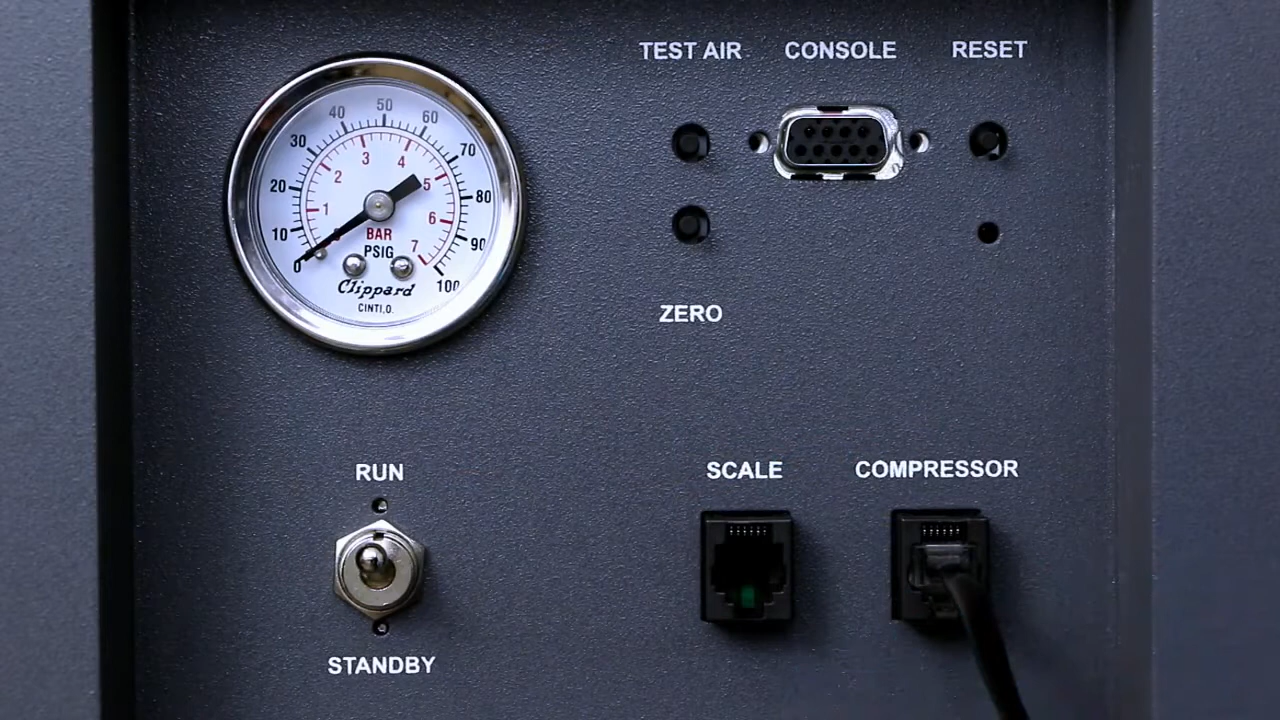 TEST AIR CONSOLE RESET
50
40 60
30 70
20 80
10 90
0 100
3 4
2 5
1 6
7
BAR
PSIG
Clippard
CINTI,O.
ZERO
RUN
STANDBY
SCALE COMPRESSOR